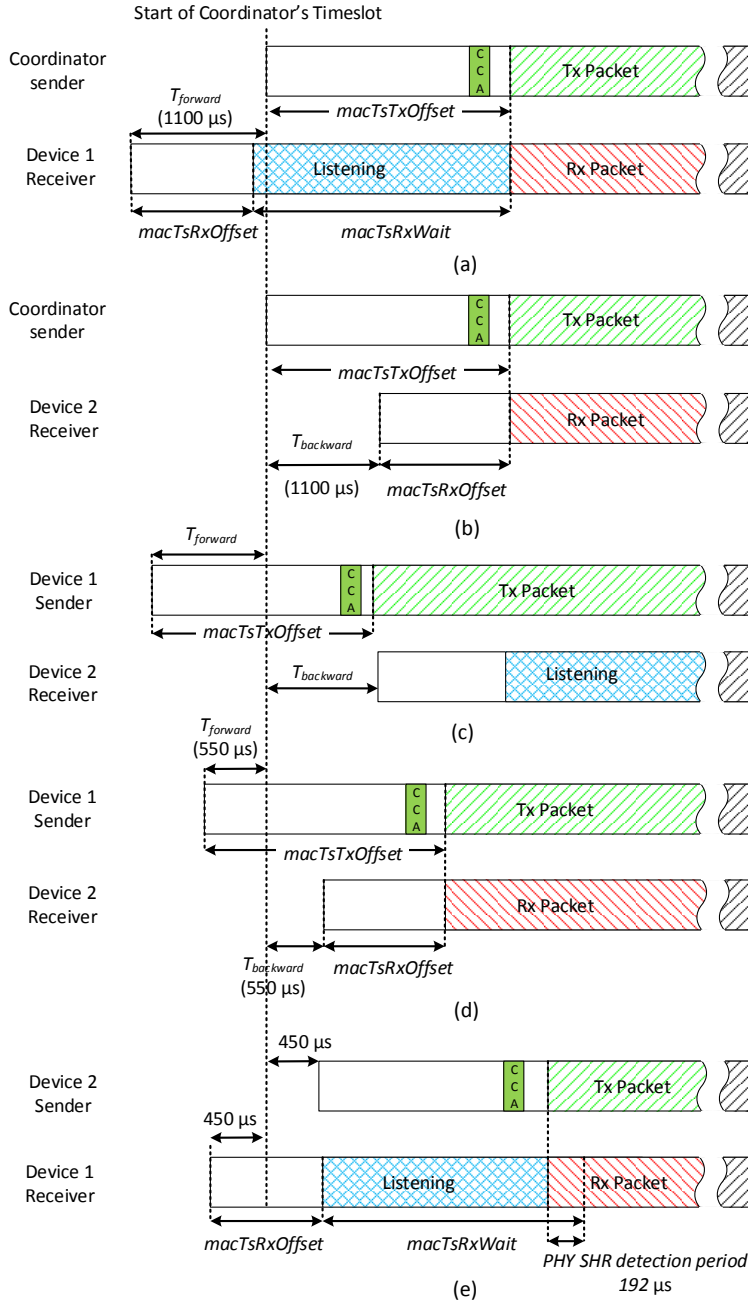 Start of Coordinator's Timeslot
Coordinator
sender
C
C
A
Tx Packet
T_forward
(1100 µs)
macTsTxOffset
Device 1
Receiver
Listening
Rx Packet
macTsRxOffset
macTsRxWait
(a)
Coordinator
sender
C
C
A
Tx Packet
macTsTxOffset
Device 2
Receiver
Rx Packet
T_backward
(1100 µs)
macTsRxOffset
(b)
T_forward
Device 1
Sender
C
C
A
Tx Packet
macTsTxOffset
Device 2
Receiver
T_backward
Listening
(c)
T_forward
(550 µs)
Device 1
Sender
C
C
A
Tx Packet
macTsTxOffset
Device 2
Receiver
Rx Packet
T_backward
(550 µs)
macTsRxOffset
(d)
450 µs
Device 2
Sender
C
C
A
Tx Packet
450 µs
Device 1
Receiver
Listening
Rx Packet
macTsRxOffset
macTsRxWait
PHY SHR detection period
192 µs
(e)